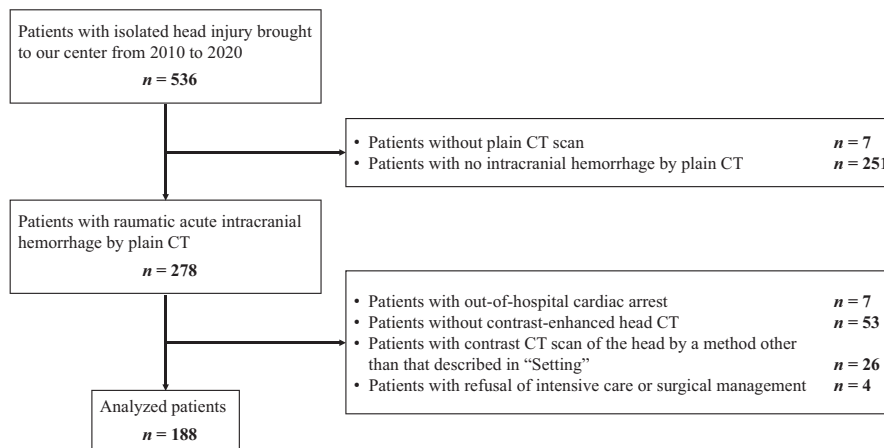 Patients with isolated head injury brought
to our center from 2010 to 2020
n = 536
• Patients without plain CT scan n = 7
• Patients with no intracranial hemorrhage by plain CT n = 251
Patients with raumatic acute intracranial
hemorrhage by plain CT
n = 278
• Patients with out-of-hospital cardiac arrest n = 7
• Patients without contrast-enhanced head CT n = 53
• Patients with contrast CT scan of the head by a method other
than that described in “Setting” n = 26
• Patients with refusal of intensive care or surgical management n = 4
Analyzed patients
n = 188